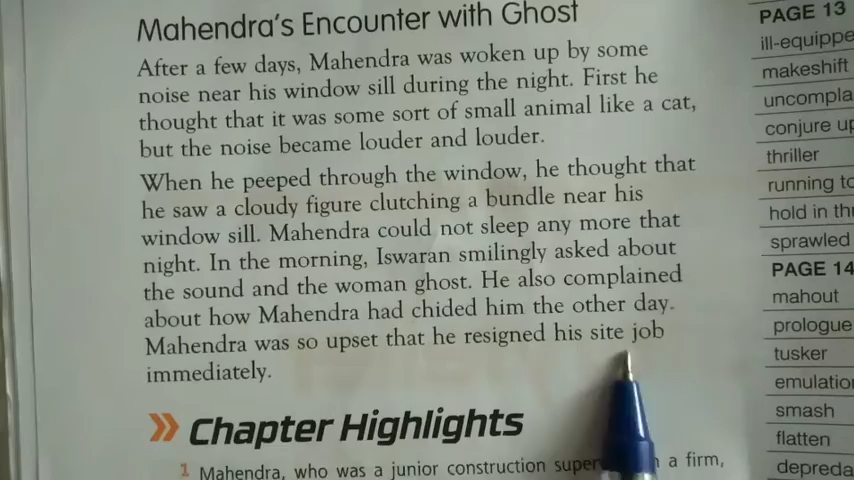 Mahendra's Encounter with Ghost
After a few days, Mahendra was woken up by some
noise near his window sill during the night. First he
thought that it was some sort of small animal like a cat,
but the noise became louder and louder.
When he peeped through the window, he thought that
he saw a cloudy figure clutching a bundle near his
window sill. Mahendra could not sleep any more that
night. In the morning, Iswaran smilingly asked about
the sound and the woman ghost. He also complained
about how Mahendra had chided him the other day.
Mahendra was so upset that he resigned his site job
immediately.
Chapter Highlights
1 Mahendra, who was a junior construction a firm,
PAGE 13
makeshift
conjure
thriller
running
hold in
sprawled
PAGE 14
mahout
prologue
tusker
smash
flatten